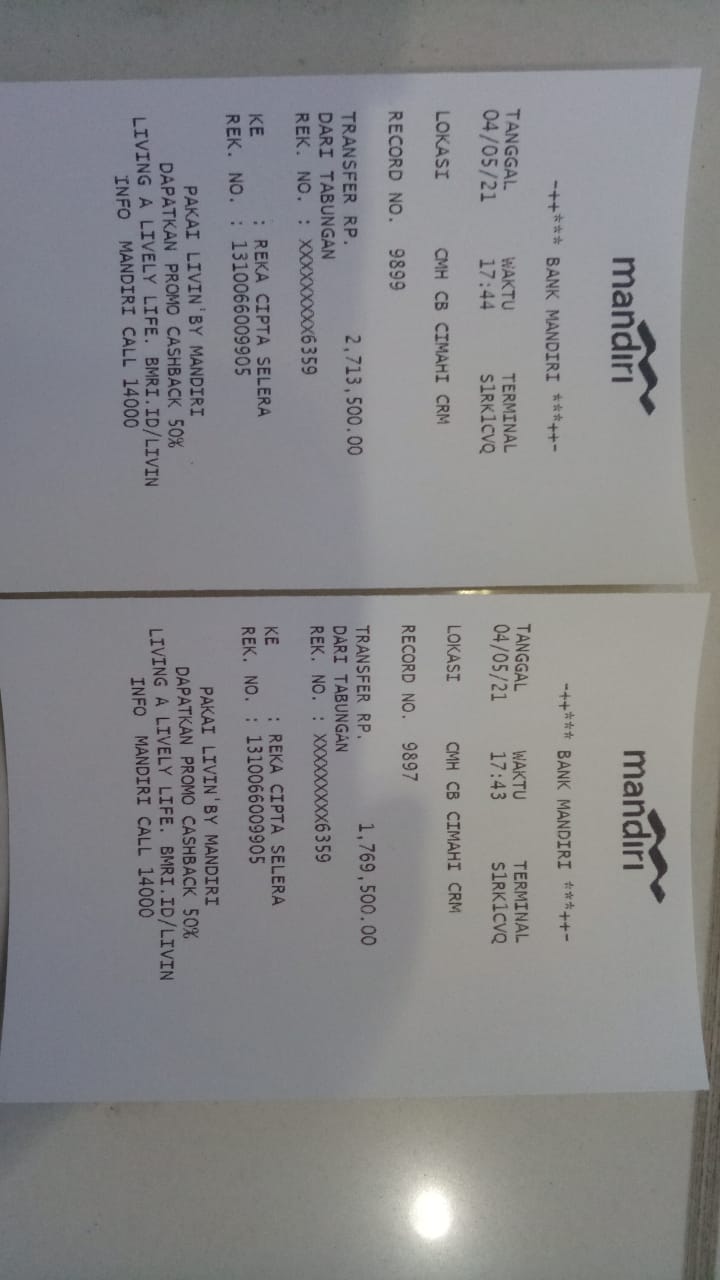 mandırı
-++*** BANK MANDIRI ***++-
TANGGAL WAKTU TERMINAL
04/05/21 17:44 S1RK1CVQ
LOKASI CMH CB CIMAHI CRM
RECORD NO. 9899
TRANSFER RP. 2,713,500.00
DARI TABUNGAN
REK. NO. : XXXXXXXXX6359
KE : REKA CIPTA SELERA
REK. NO. : 1310066009905
PAKAI LIVIN'BY MANDIRI
DAPATKAN PROMO CASHBACK 50%
LIVING A LIVELY LIFE. BMRI.ID/LIVIN
INFO MANDIRI CALL 14000
mandırı
-++*** BANK MANDIRI ***++-
TANGGAL WAKTU TERMINAL
04/05/21 17:43 S1RK1CVQ
LOKASI CMH CB CIMAHI CRM
RECORD NO. 9897
TRANSFER RP. 1,769,500.00
DARI TABUNGAN
REK. NO. : XXXXXXXXX6359
KE : REKA CIPTA SELERA
REK. NO. : 1310066009905
PAKAI LIVIN'BY MANDIRI
DAPATKAN PROMO CASHBACK 50%
LIVING A LIVELY LIFE. BMRI.ID/LIVIN
INFO MANDIRI CALL 14000